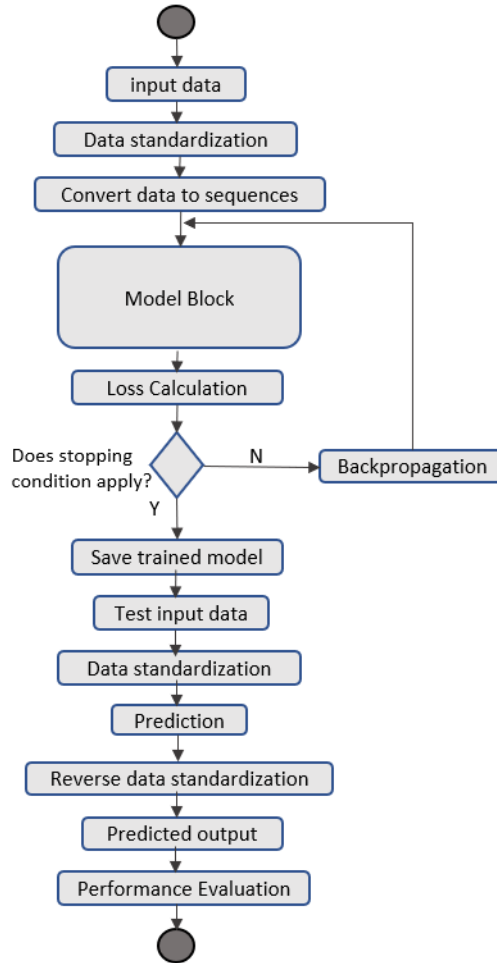 input data
Data standardization
Convert data to sequences
Model Block
Loss Calculation
Does stopping
condition apply?
N
Backpropagation
Y
Save trained model
Test input data
Data standardization
Prediction
Reverse data standardization
Predicted output
Performance Evaluation